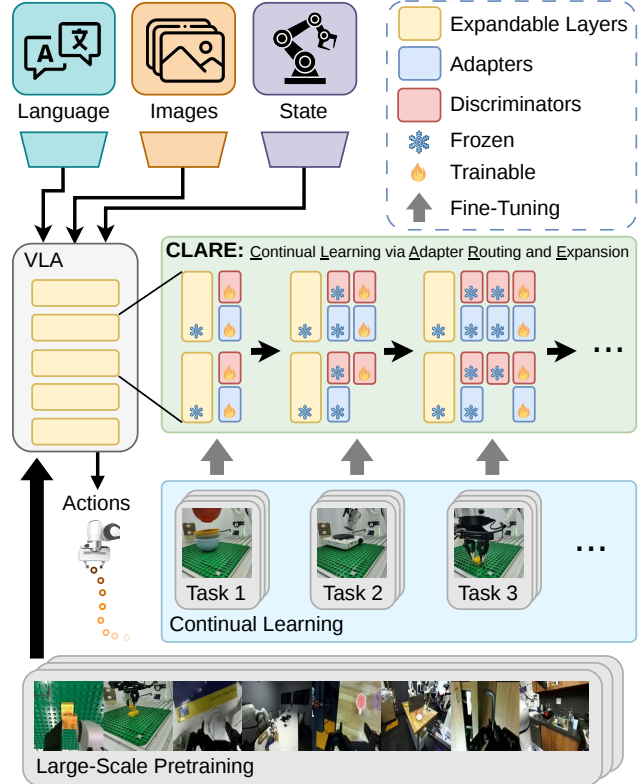 Language
Images
State
Expandable Layers
Adapters
Discriminators
Frozen
Trainable
Fine-Tuning
VLA
CLARE: Continual Learning via Adapter Routing and Expansion
...
Actions
Task 1
Task 2
Task 3
...
Continual Learning
Large-Scale Pretraining